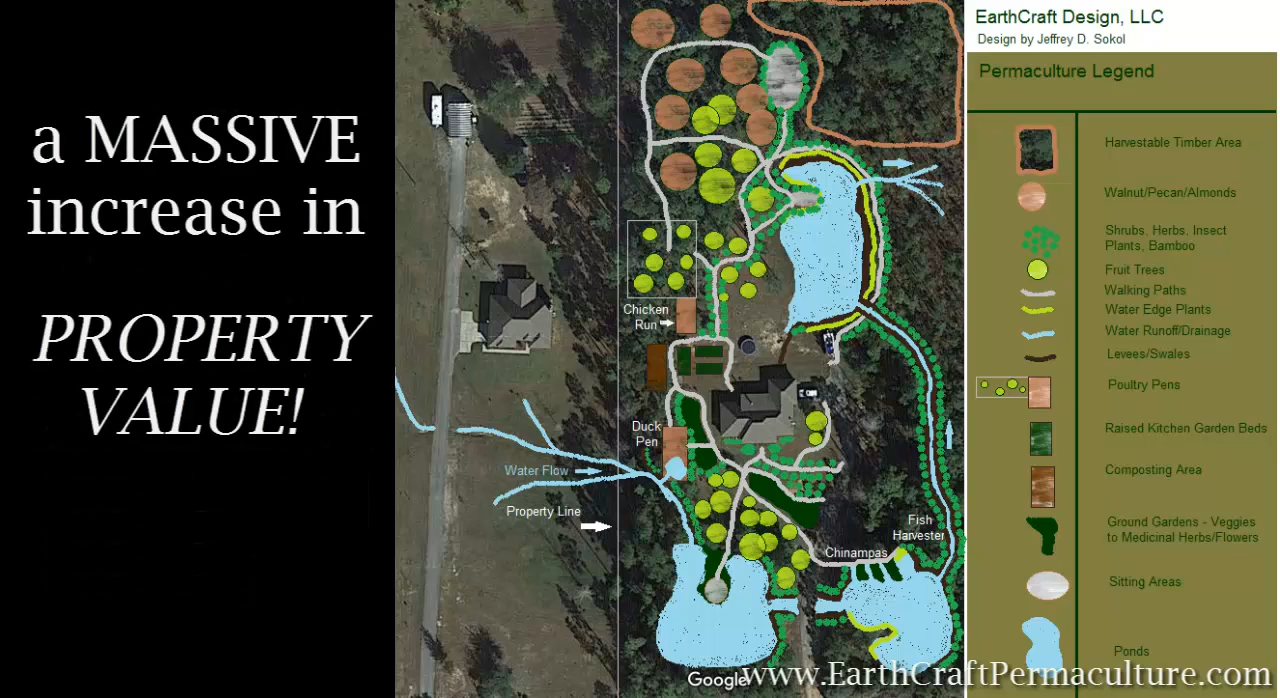 a MASSIVE
increase in
PROPERTY
VALUE!
Chicken
Run
Duck
Pen
Water Flow
Property Line
Fish
Harvester
Chinampas
Google
EarthCraft Design, LLC
Design by Jeffrey D. Sokol
Permaculture Legend
Harvestable Timber Area
Walnut/Pecan/Almonds
Shrubs, Herbs, Insect
Plants, Bamboo
Fruit Trees
Walking Paths
Water Edge Plants
Water Runoff/Drainage
Levees/Swales
Poultry Pens
Raised Kitchen Garden Beds
Composting Area
Ground Gardens - Veggies
to Medicinal Herbs/Flowers
Sitting Areas
Ponds
www.EarthCraftPermaculture.com